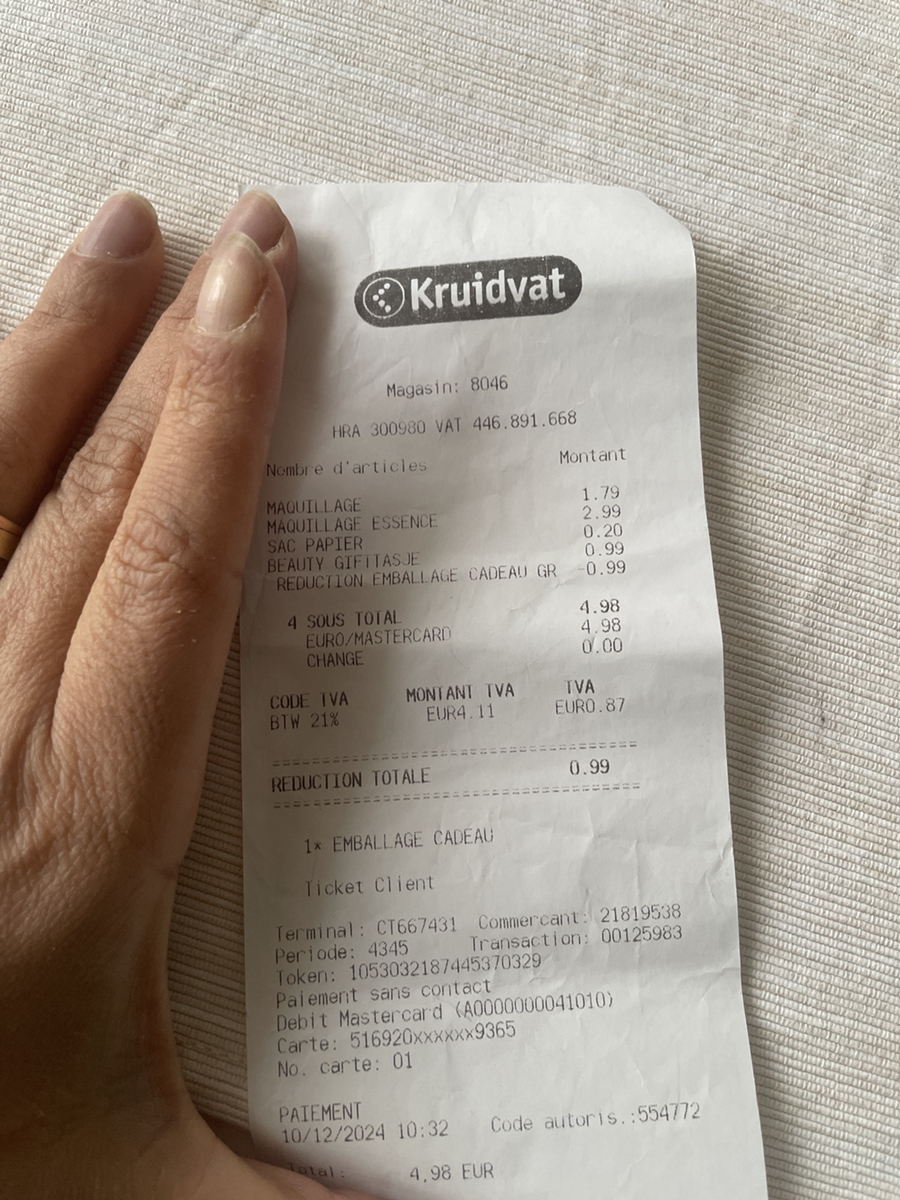 Kruidvat
Magasin: 8046
HRA 300980 VAT 446.891.668
Nombre d'articles Montant
MAQUILLAGE 1.79
MAQUILLAGE ESSENCE 2.99
SAC PAPIER 0.20
BEAUTY GIFTTASJE 0.99
REDUCTION EMBALLAGE CADEAU GR -0.99
4 SOUS TOTAL 4.98
EURO/MASTERCARD 4.98
CHANGE 0.00
CODE TVA MONTANT TVA TVA
BTW 21% EUR4.11 EUR0.87
=====================================
REDUCTION TOTALE 0.99
=====================================
1* EMBALLAGE CADEAU
Ticket Client
Terminal: CT667431 Commercant: 21819538
Periode: 4345 Transaction: 00125983
Token: 1053032187445370329
Paiement sans contact
Debit Mastercard (A0000000041010)
Carte: 516920xxxxxx9365
No. carte: 01
PAIEMENT
10/12/2024 10:32 Code autoris.:554772
Total: 4,98 EUR